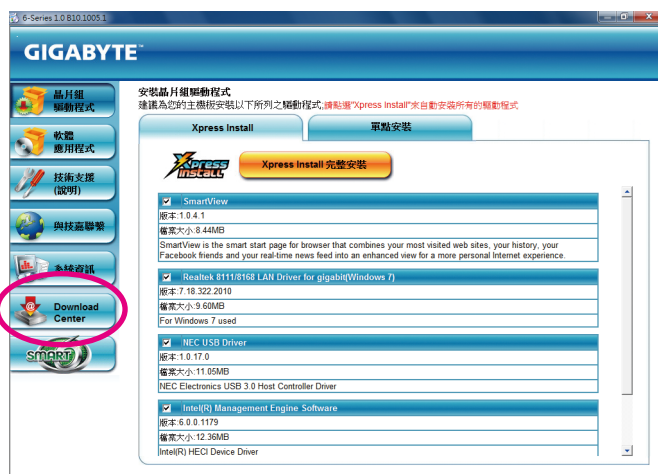 6-Series 1.0 B10.1005.1
GIGABYTE™
晶片組
驅動程式
軟體
應用程式
技術支援
(說明)
與技嘉聯繫
系統資訊
Download
Center
SMART
安裝晶片組驅動程式
建議為您的主機板安裝以下所列之驅動程式;請點選"Xpress Install"來自動安裝所有的驅動程式
Xpress Install
單點安裝
Xpress
Install
Xpress Install 完整安裝
SmartView
版本:1.0.4.1
檔案大小:8.44MB
SmartView is the smart start page for browser that combines your most visited web sites, your history, your
Facebook friends and your real-time news feed into an enhanced view for a more personal Internet experience.
Realtek 8111/8168 LAN Driver for gigabit(Windows 7)
版本:7.18.322.2010
檔案大小:9.60MB
For Windows 7 used
NEC USB Driver
版本:1.0.17.0
檔案大小:11.05MB
NEC Electronics USB 3.0 Host Controller Driver
Intel(R) Management Engine Software
版本:6.0.0.1179
檔案大小:12.36MB
Intel(R) HECI Device Driver